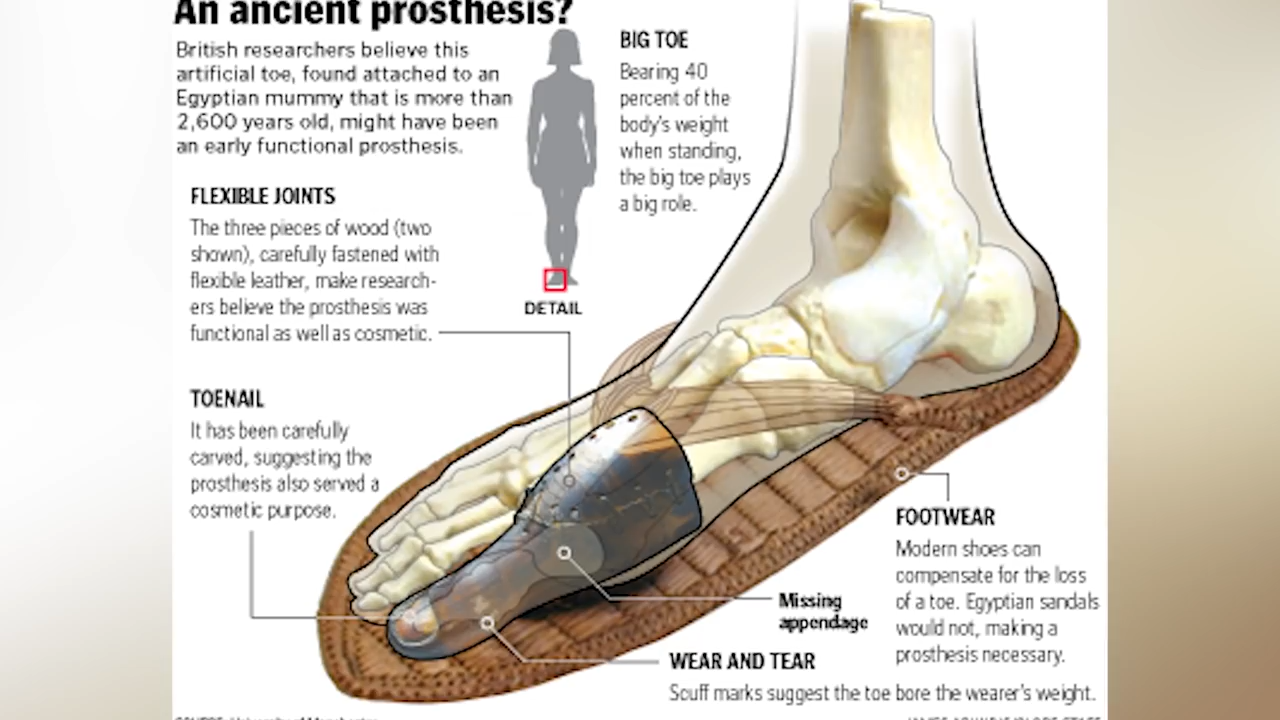 An ancient prosthesis?
British researchers believe this
artificial toe, found attached to an
Egyptian mummy that is more than
2,600 years old, might have been
an early functional prosthesis.
FLEXIBLE JOINTS
The three pieces of wood (two
shown), carefully fastened with
flexible leather, make research-
ers believe the prosthesis was
functional as well as cosmetic.
TOENAIL
It has been carefully
carved, suggesting the
prosthesis also served a
cosmetic purpose.
DETAIL
BIG TOE
Bearing 40
percent of the
body's weight
when standing,
the big toe plays
a big role.
FOOTWEAR
Modern shoes can
compensate for the loss
of a toe. Egyptian sandals
would not, making a
prosthesis necessary.
Missing
appendage
WEAR AND TEAR
Scuff marks suggest the toe bore the wearer's weight.